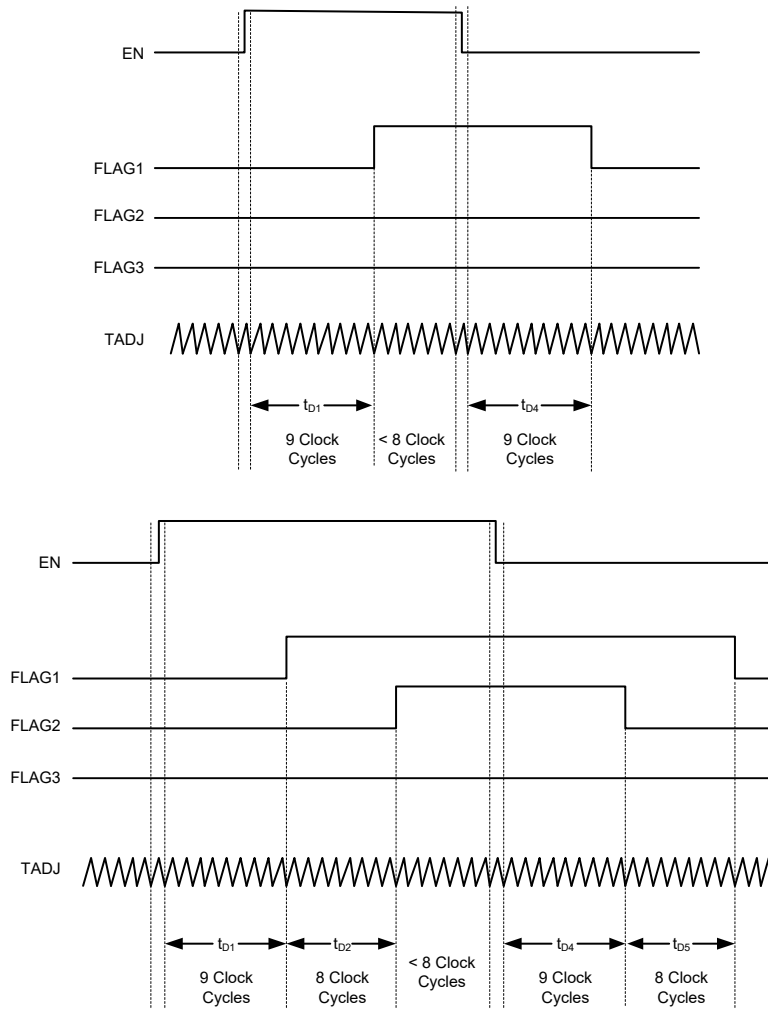 EN
FLAG1
FLAG2
FLAG3
TADJ
tD1
tD4
9 Clock
Cycles
< 8 Clock
Cycles
9 Clock
Cycles
EN
FLAG1
FLAG2
FLAG3
TADJ
tD1
tD2
tD4
tD5
9 Clock
Cycles
8 Clock
Cycles
< 8 Clock
Cycles
9 Clock
Cycles
8 Clock
Cycles